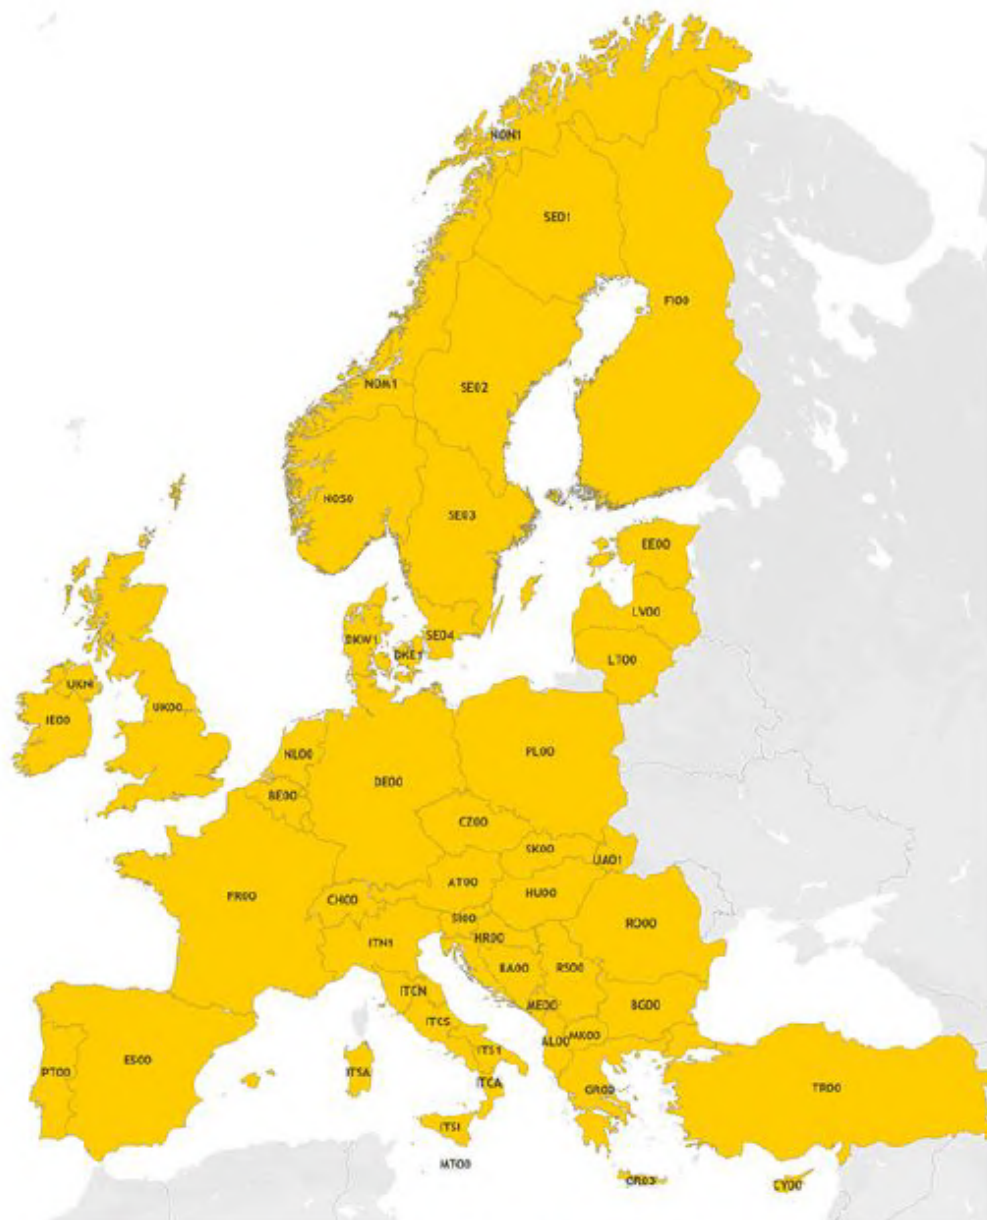 NON1
SE01
FI00
NOM1
SE02
NOS0
SE03
EE00
LV00
DKW1
SE04
DKE1
LT00
UKNI
IE00
UK00
NL00
PL00
DE00
BE00
CZ00
SK00
UA01
AT00
FR00
CH00
HU00
SI00
RO00
HR00
ITN1
BA00
RS00
ITCN
ME00
BG00
ITCS
MK00
AL00
ITS1
ES00
PT00
ITSA
ITCA
GR00
TR00
ITSI
MT00
GR03
CY00